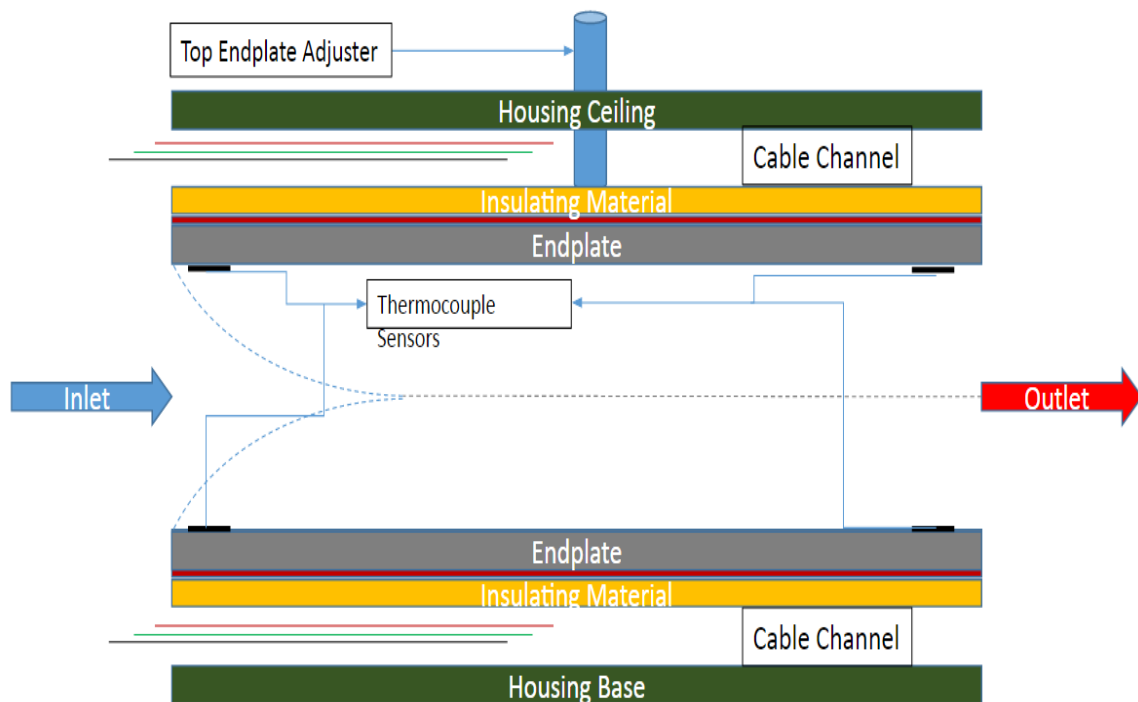 Top Endplate Adjuster
Housing Ceiling
Cable Channel
Insulating Material
Endplate
Thermocouple
Sensors
Inlet
Outlet
Endplate
Insulating Material
Cable Channel
Housing Base